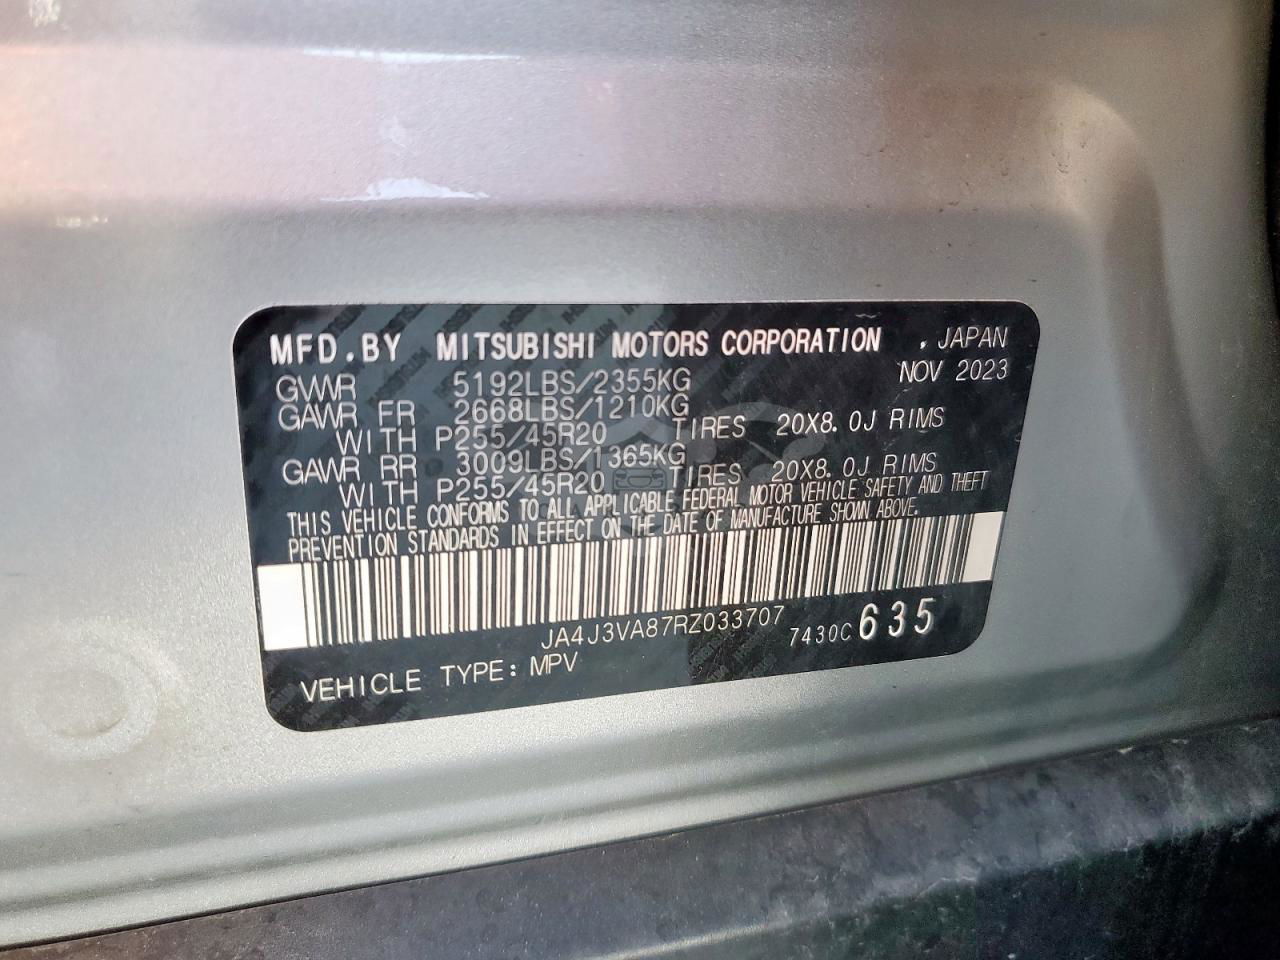 MFD.BY MITSUBISHI MOTORS CORPORATION , JAPAN
GVWR 5192LBS/2355KG NOV 2023
GAWR FR 2668LBS/1210KG
WITH P255/45R20 TIRES 20X8.0J RIMS
GAWR RR 3009LBS/1365KG
WITH P255/45R20 TIRES 20X8.0J RIMS
THIS VEHICLE CONFORMS TO ALL APPLICABLE FEDERAL MOTOR VEHICLE SAFETY AND THEFT
PREVENTION STANDARDS IN EFFECT ON THE DATE OF MANUFACTURE SHOWN ABOVE.
JA4J3VA87RZ033707 7430C 635
VEHICLE TYPE: MPV